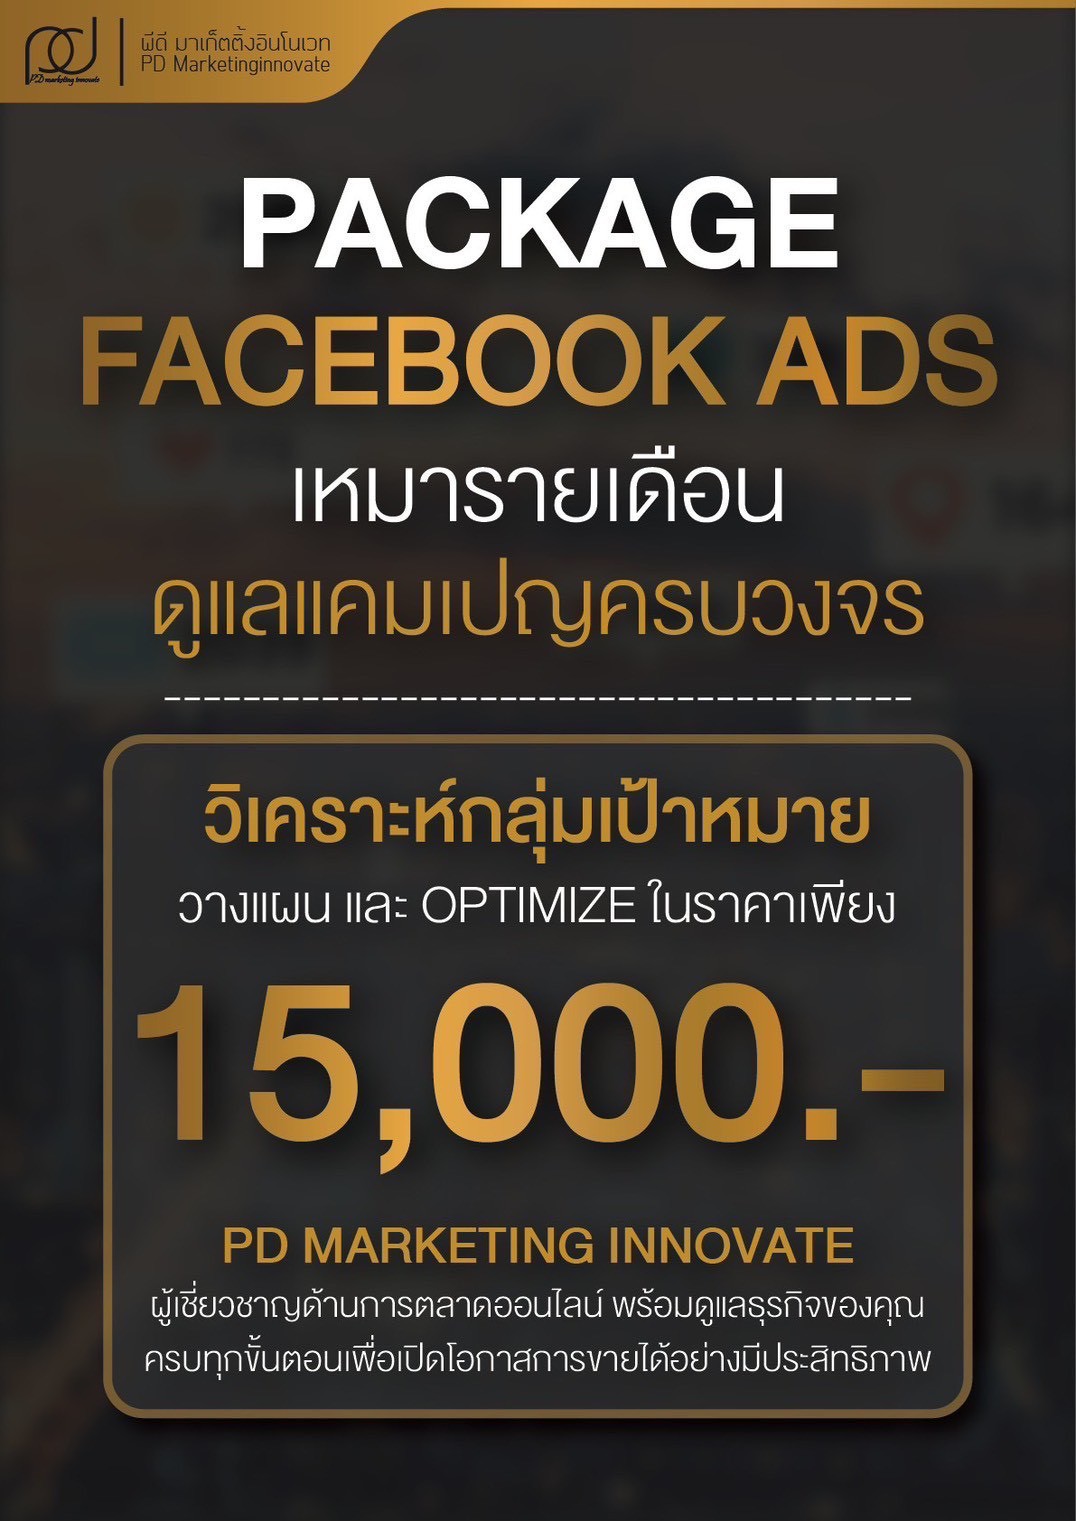 pd
P.D marketing innovate
พีดี มาเก็ตติ้งอินโนเวท
PD Marketinginnovate
PACKAGE
FACEBOOK ADS
เหมารายเดือน
ดูแลแคมเปญครบวงจร
วิเคราะห์กลุ่มเป้าหมาย
วางแผน และ OPTIMIZE ในราคาเพียง
15,000.-
PD MARKETING INNOVATE
ผู้เชี่ยวชาญด้านการตลาดออนไลน์ พร้อมดูแลธุรกิจของคุณ
ครบทุกขั้นตอนเพื่อเปิดโอกาสการขายได้อย่างมีประสิทธิภาพ